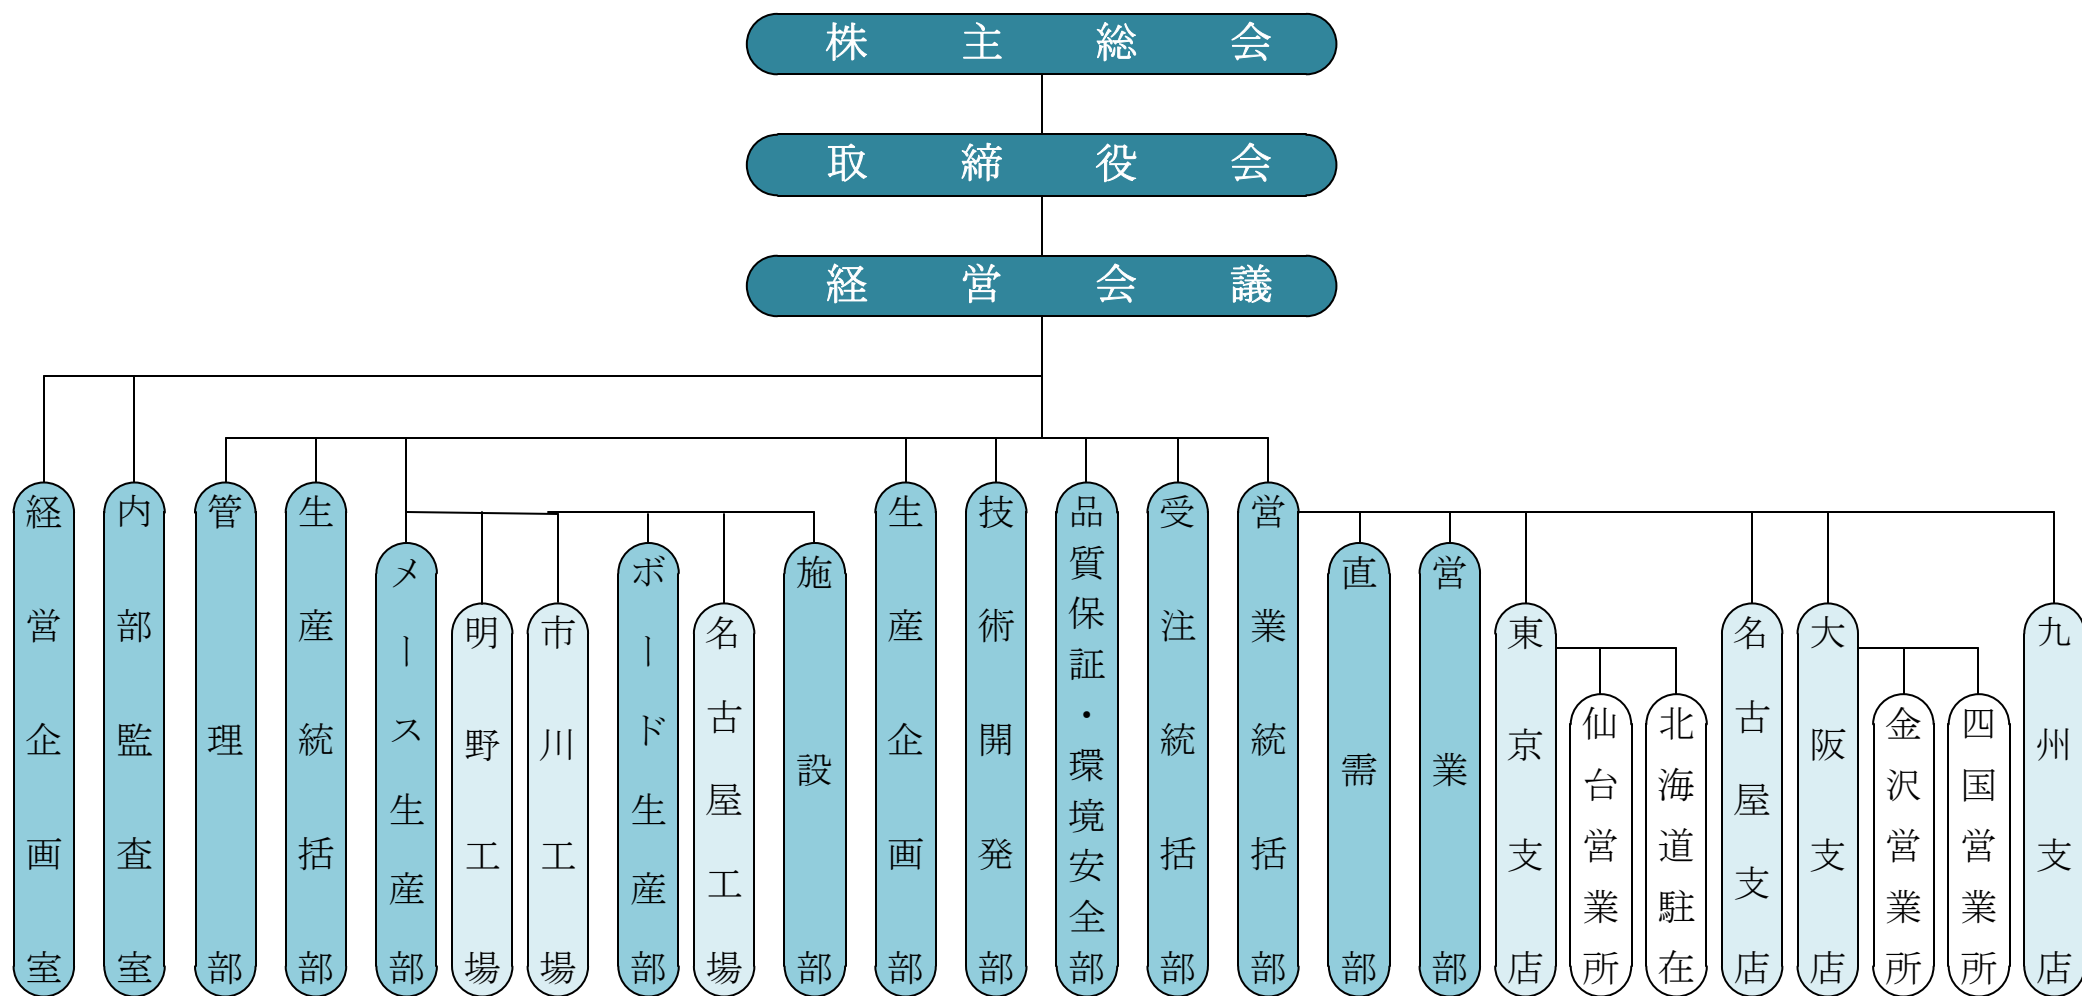 株主総会
取締役会
経営会議
経営企画室
内部監査室
管理部
生産統括部
メース生産部
明野工場
市川工場
ボード生産部
名古屋工場
施設部
生産企画部
技術開発部
品質保証・環境安全部
受注統括部
営業統括部
直需部
営業部
東京支店
仙台営業所
北海道駐在
名古屋支店
大阪支店
金沢営業所
四国営業所
九州支店